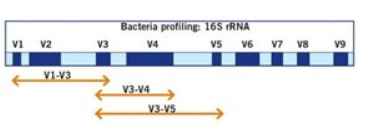 Bacteria profiling: 16S rRNA
V1 V2 V3 V4 V5 V6 V7 V8 V9
V1-V3
V3-V4
V3-V5